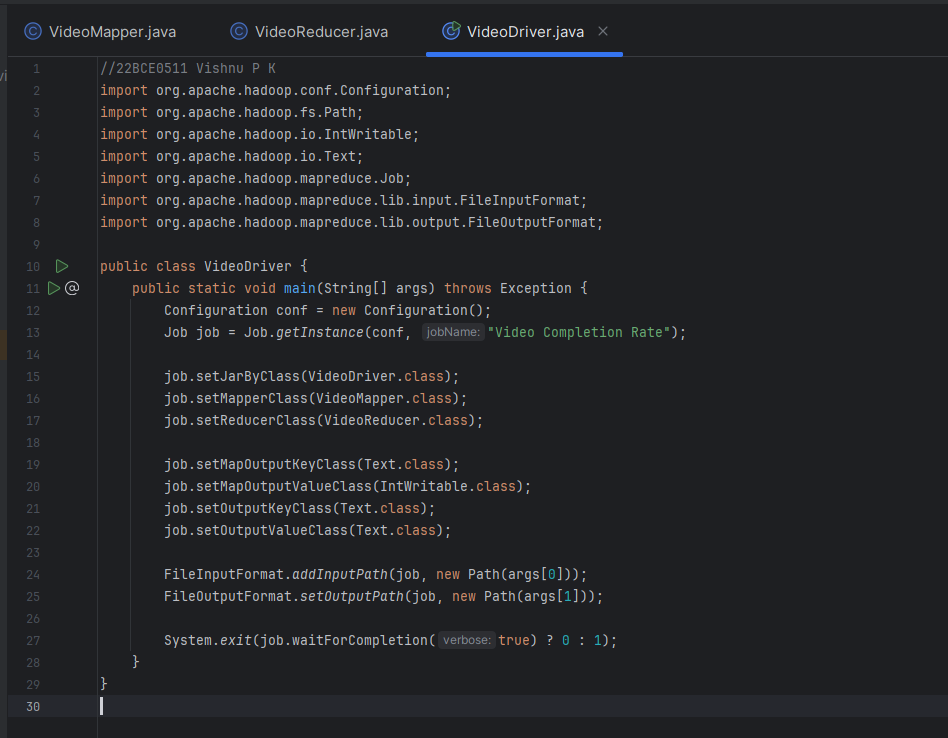 VideoMapper.java VideoReducer.java VideoDriver.java
1 //22BCE0511 Vishnu P K
2 import org.apache.hadoop.conf.Configuration;
3 import org.apache.hadoop.fs.Path;
4 import org.apache.hadoop.io.IntWritable;
5 import org.apache.hadoop.io.Text;
6 import org.apache.hadoop.mapreduce.Job;
7 import org.apache.hadoop.mapreduce.lib.input.FileInputFormat;
8 import org.apache.hadoop.mapreduce.lib.output.FileOutputFormat;
9
10 public class VideoDriver {
11 @ public static void main(String[] args) throws Exception {
12 Configuration conf = new Configuration();
13 Job job = Job.getInstance(conf, jobName: "Video Completion Rate");
14
15 job.setJarByClass(VideoDriver.class);
16 job.setMapperClass(VideoMapper.class);
17 job.setReducerClass(VideoReducer.class);
18
19 job.setMapOutputKeyClass(Text.class);
20 job.setMapOutputValueClass(IntWritable.class);
21 job.setOutputKeyClass(Text.class);
22 job.setOutputValueClass(Text.class);
23
24 FileInputFormat.addInputPath(job, new Path(args[0]));
25 FileOutputFormat.setOutputPath(job, new Path(args[1]));
26
27 System.exit(job.waitForCompletion( verbose: true) ? 0 : 1);
28 }
29 }
30